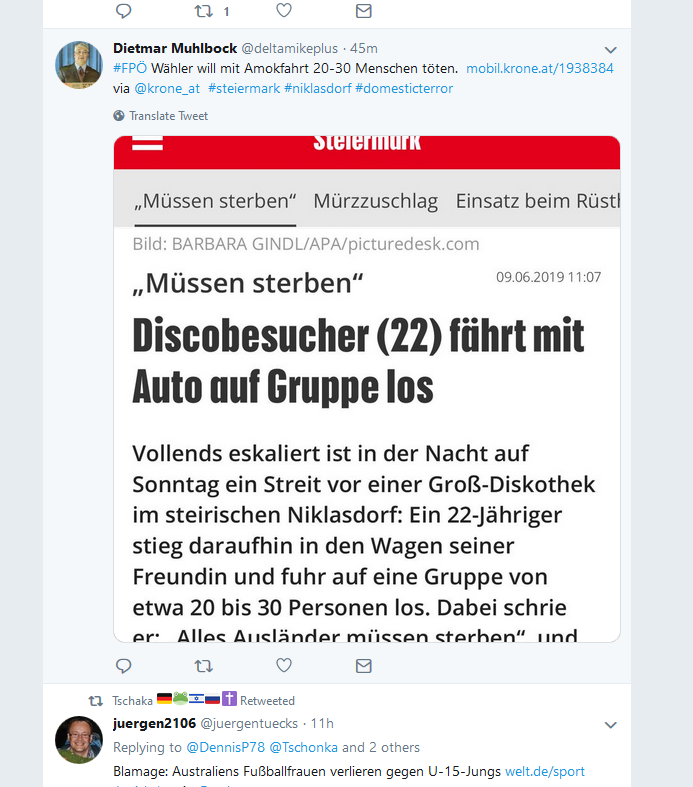 1
Dietmar Muhlbock @deltamikeplus · 45m
#FPÖ Wähler will mit Amokfahrt 20-30 Menschen töten. mobil.krone.at/1938384
via @krone_at #steiermark #niklasdorf #domesticterror
Translate Tweet
Steiermark
„Müssen sterben“ Mürzzuschlag Einsatz beim Rüsth
Bild: BARBARA GINDL/APA/picturedesk.com
„Müssen sterben“ 09.06.2019 11:07
Discobesucher (22) fährt mit
Auto auf Gruppe los
Vollends eskaliert ist in der Nacht auf
Sonntag ein Streit vor einer Groß-Diskothek
im steirischen Niklasdorf: Ein 22-Jähriger
stieg daraufhin in den Wagen seiner
Freundin und fuhr auf eine Gruppe von
etwa 20 bis 30 Personen los. Dabei schrie
er: „Alles Ausländer müssen sterben“, und
Tschaka Retweeted
juergen2106 @juergentuecks · 11h
Replying to @DennisP78 @Tschonka and 2 others
Blamage: Australiens Fußballfrauen verlieren gegen U-15-Jungs welt.de/sport